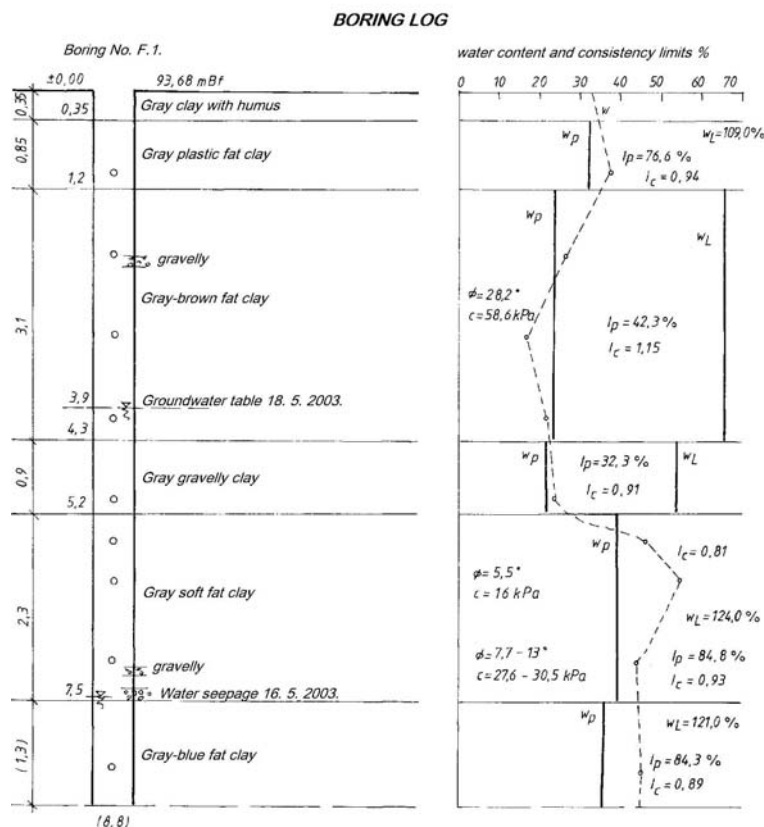 BORING LOG
Boring No. F.1.
water content and consistency limits %
±0,00
93,68 mBf
0 10 20 30 40 50 60 70
0,35
0,35
Gray clay with humus
w
0,85
Gray plastic fat clay
1,2
wp
wL=109,0%
Ip=76,6 %
Ic=0,94
3,1
gravelly
Gray-brown fat clay
3,9
Groundwater table 18. 5. 2003.
4,3
wp
wL
ϕ=28,2°
c=58,6 kPa
Ip=42,3 %
Ic=1,15
0,9
Gray gravelly clay
5,2
wp
Ip=32,3 %
wL
Ic=0,91
2,3
Gray soft fat clay
gravelly
7,5
Water seepage 16. 5. 2003.
wp
Ic=0,81
ϕ=5,5°
c=16 kPa
wL=124,0 %
ϕ=7,7-13°
c=27,6-30,5 kPa
Ip=84,8 %
Ic=0,93
(1,3)
Gray-blue fat clay
(8,8)
wp
wL=121,0 %
Ip=84,3 %
Ic=0,89